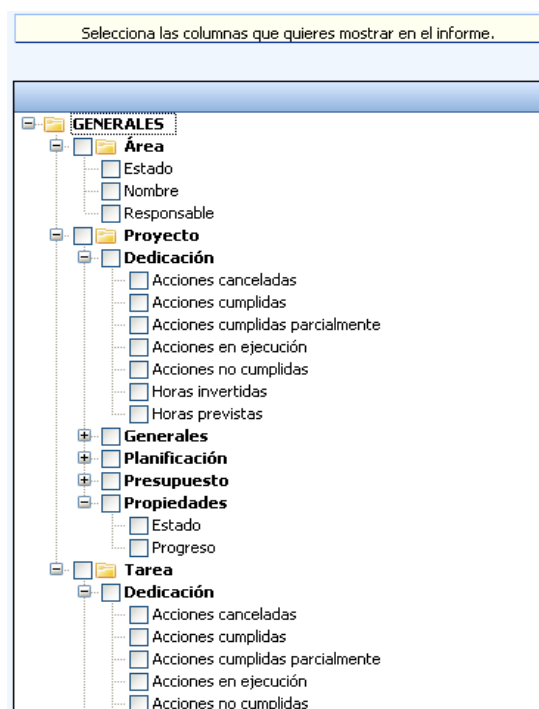 Selecciona las columnas que quieres mostrar en el informe.
GENERALES
Área
Estado
Nombre
Responsable
Proyecto
Dedicación
Acciones canceladas
Acciones cumplidas
Acciones cumplidas parcialmente
Acciones en ejecución
Acciones no cumplidas
Horas invertidas
Horas previstas
Generales
Planificación
Presupuesto
Propiedades
Estado
Progreso
Tarea
Dedicación
Acciones canceladas
Acciones cumplidas
Acciones cumplidas parcialmente
Acciones en ejecución
Acciones no cumplidas